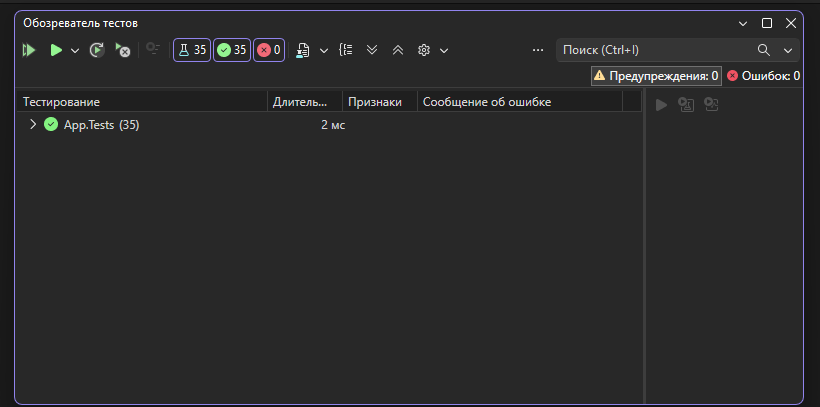 Обозреватель тестов
35 35 0 Поиск (Ctrl+I)
Предупреждения: 0 Ошибок: 0
Тестирование Длитель... Признаки Сообщение об ошибке
App.Tests (35) 2 мс